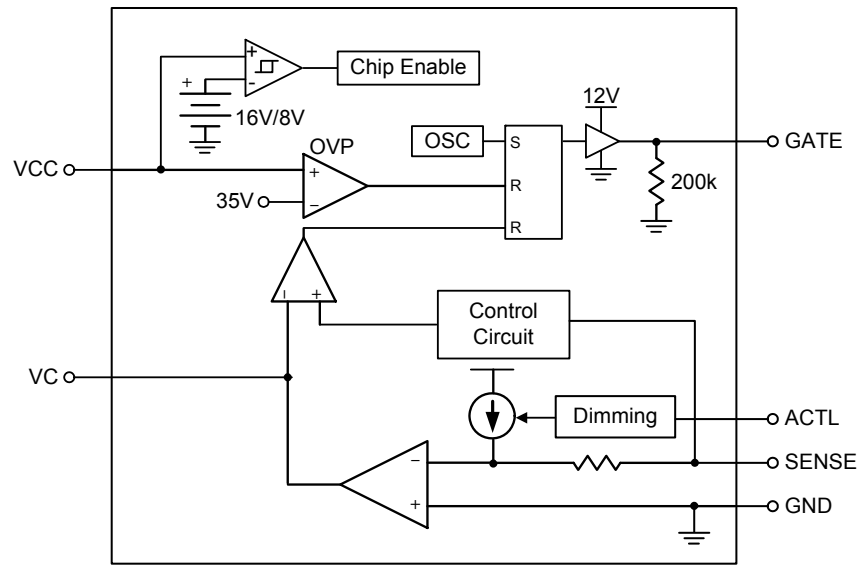 +
-
Chip Enable
+
16V/8V
12V
OVP
OSC
S
GATE
VCC
+
R
200k
35V
−
R
− +
Control
Circuit
VC
Dimming
ACTL
−
SENSE
+
GND